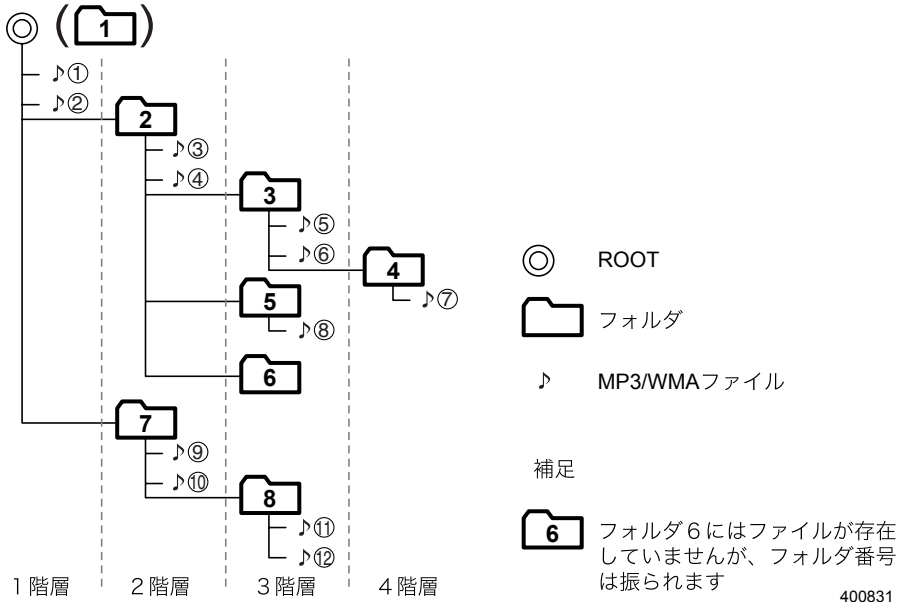 (1)
♪①
♪②
2
♪③
♪④
3
♪⑤
♪⑥
4
♪⑦
5
♪⑧
6
7
♪⑨
♪⑩
8
♪⑪
♪⑫
1階層 2階層 3階層 4階層
ROOT
フォルダ
♪ MP3/WMAファイル
補足
6 フォルダ6にはファイルが存在
していませんが、フォルダ番号
は振られます
400831